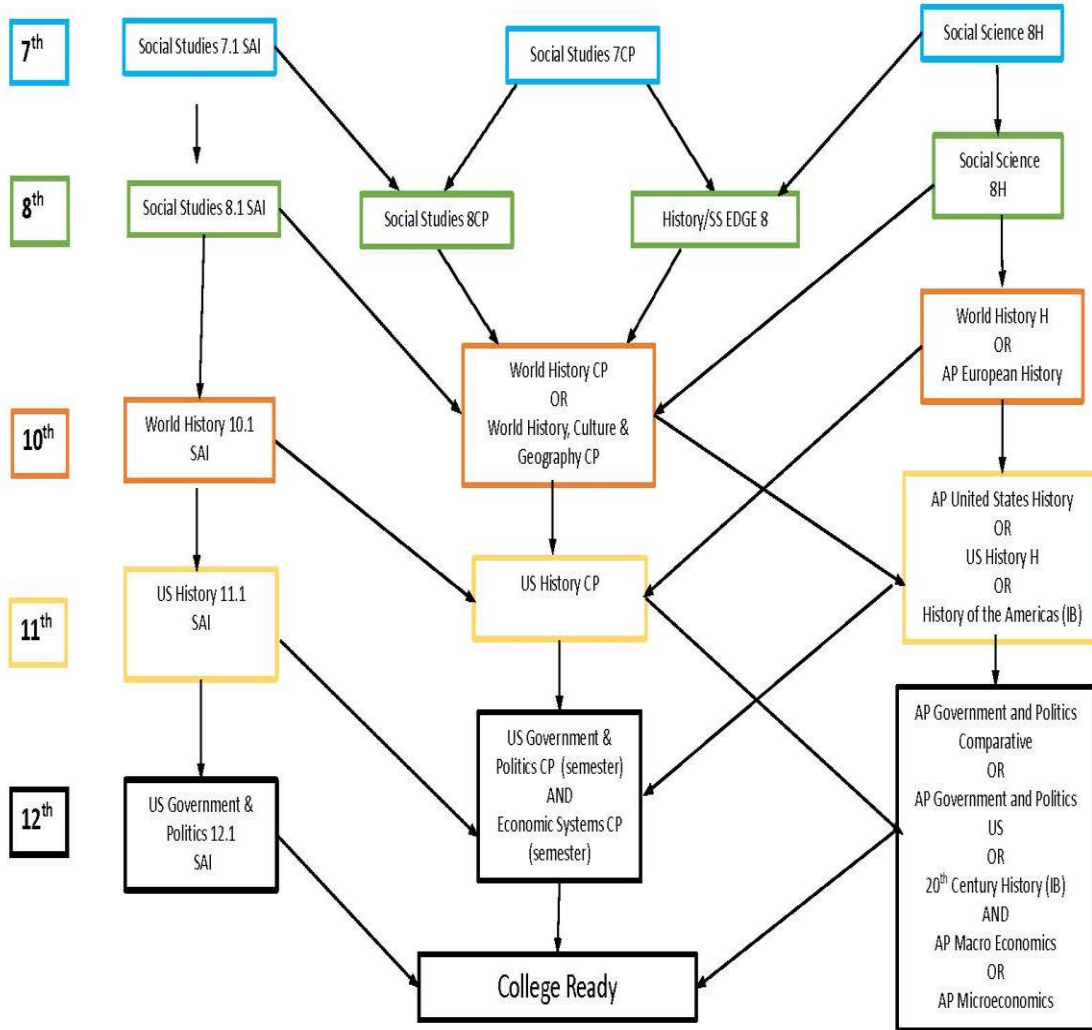 7th
Social Studies 7.1 SAI
Social Studies 7CP
Social Science 8H
8th
Social Studies 8.1 SAI
Social Studies 8CP
History/SS EDGE 8
Social Science
8H
10th
World History 10.1
SAI
World History CP
OR
World History, Culture &
Geography CP
World History H
OR
AP European History
11th
US History 11.1
SAI
US History CP
AP United States History
OR
US History H
OR
History of the Americas (IB)
12th
US Government &
Politics 12.1
SAI
US Government &
Politics CP (semester)
AND
Economic Systems CP
(semester)
AP Government and Politics
Comparative
OR
AP Government and Politics
US
OR
20th Century History (IB)
AND
AP Macro Economics
OR
AP Microeconomics
College Ready